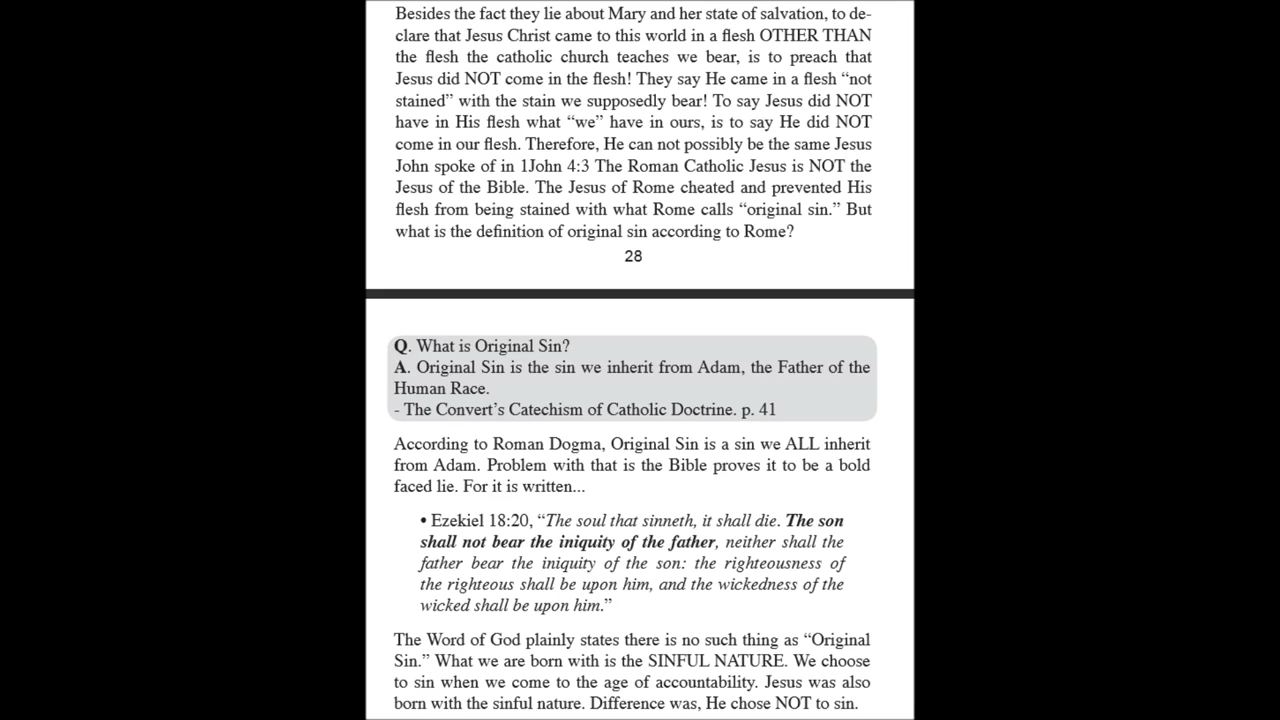 Besides the fact they lie about Mary and her state of salvation, to de-
clare that Jesus Christ came to this world in a flesh OTHER THAN
the flesh the catholic church teaches we bear, is to preach that
Jesus did NOT come in the flesh! They say He came in a flesh “not
stained” with the stain we supposedly bear! To say Jesus did NOT
have in His flesh what “we” have in ours, is to say He did NOT
come in our flesh. Therefore, He can not possibly be the same Jesus
John spoke of in 1John 4:3 The Roman Catholic Jesus is NOT the
Jesus of the Bible. The Jesus of Rome cheated and prevented His
flesh from being stained with what Rome calls “original sin.” But
what is the definition of original sin according to Rome?
28
Q. What is Original Sin?
A. Original Sin is the sin we inherit from Adam, the Father of the
Human Race.
- The Convert’s Catechism of Catholic Doctrine. p. 41
According to Roman Dogma, Original Sin is a sin we ALL inherit
from Adam. Problem with that is the Bible proves it to be a bold
faced lie. For it is written...
• Ezekiel 18:20, “The soul that sinneth, it shall die. The son
shall not bear the iniquity of the father, neither shall the
father bear the iniquity of the son: the righteousness of
the righteous shall be upon him, and the wickedness of the
wicked shall be upon him.”
The Word of God plainly states there is no such thing as “Original
Sin.” What we are born with is the SINFUL NATURE. We choose
to sin when we come to the age of accountability. Jesus was also
born with the sinful nature. Difference was, He chose NOT to sin.